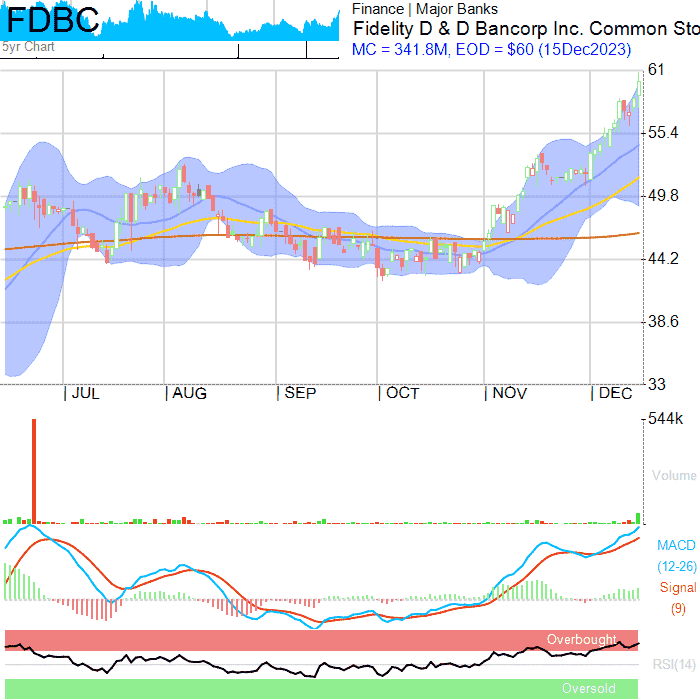 FDBC
5yr Chart
Finance | Major Banks
Fidelity D & D Bancorp Inc. Common Sto
MC = 341.8M, EOD = $60 (15Dec2023)
61
55.4
49.8
44.2
38.6
33
| JUL | AUG | SEP | OCT | NOV | DEC
544k
Volume
MACD
(12-26)
Signal
(9)
Overbought
RSI(14)
Oversold